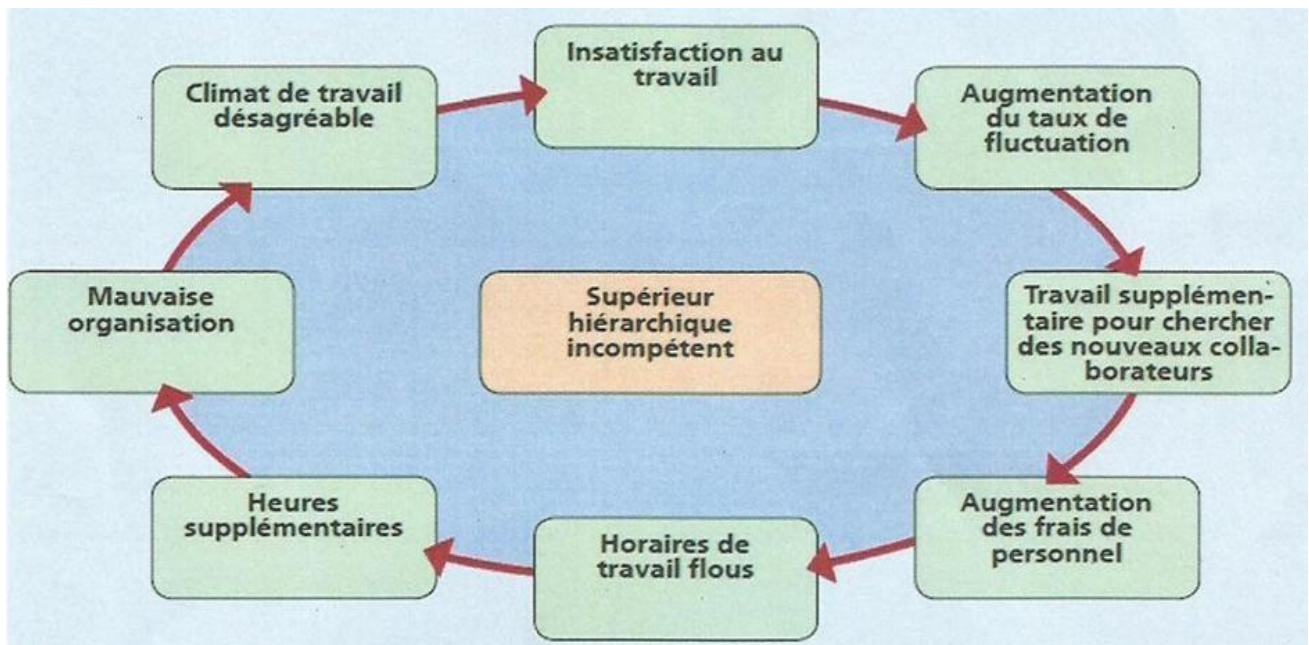 Insatisfaction au
travail
Augmentation
du taux de
fluctuation
Travail supplémen-
taire pour chercher
des nouveaux colla-
borateurs
Augmentation
des frais de
personnel
Horaires de
travail flous
Heures
supplémentaires
Mauvaise
organisation
Climat de travail
désagréable
Supérieur
hiérarchique
incompétent